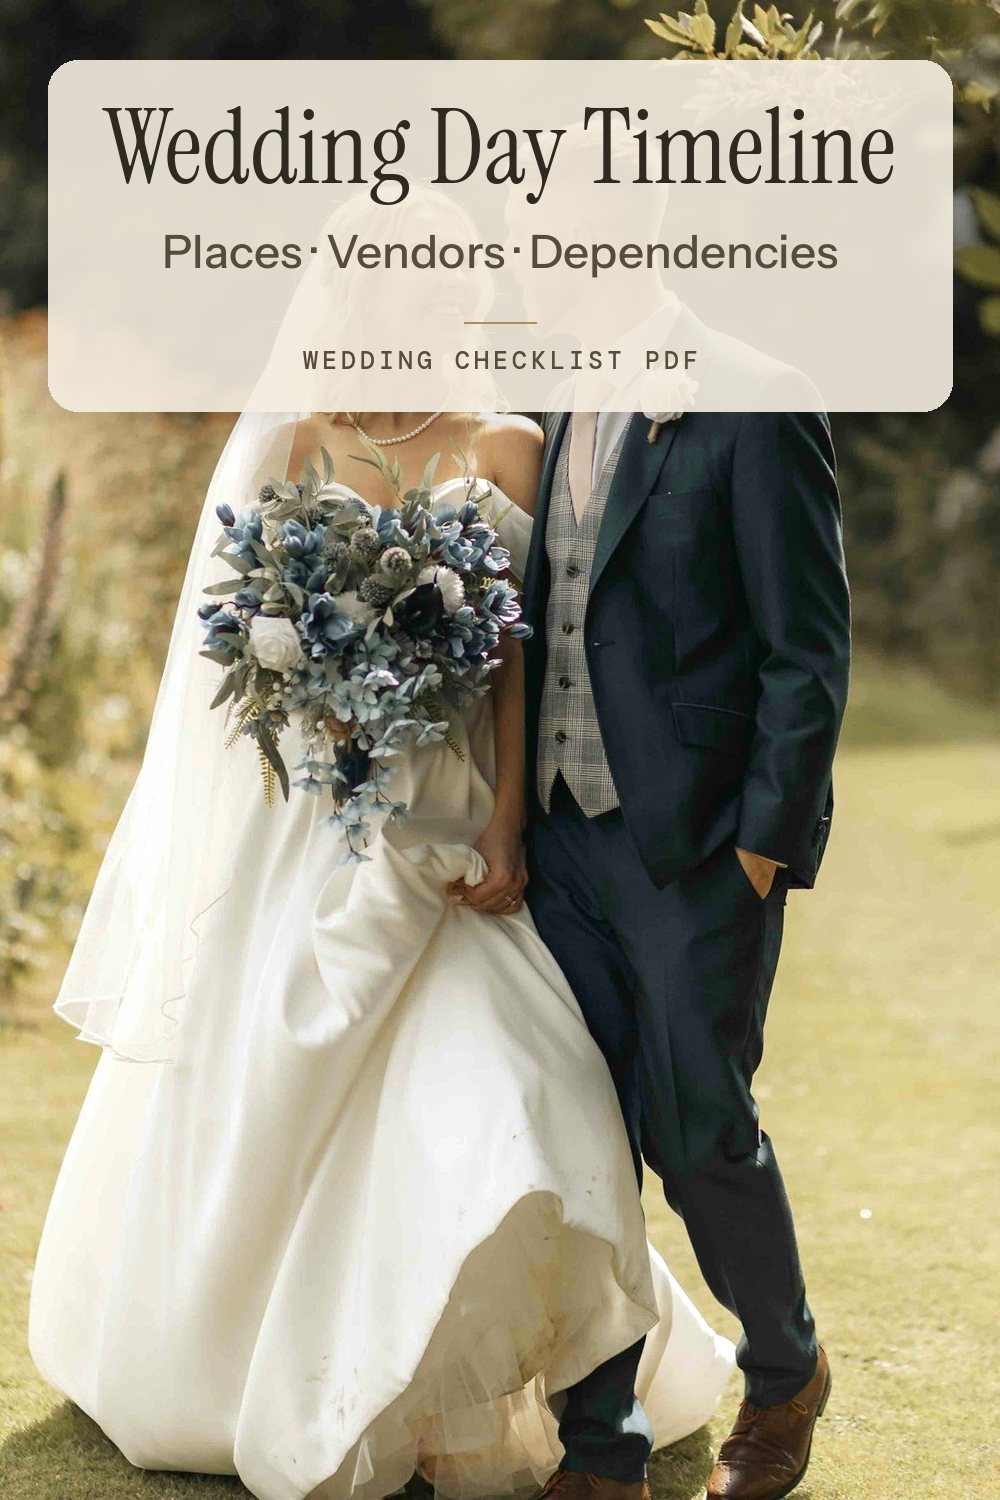 Wedding Day Timeline
Places · Vendors · Dependencies
WEDDING CHECKLIST PDF